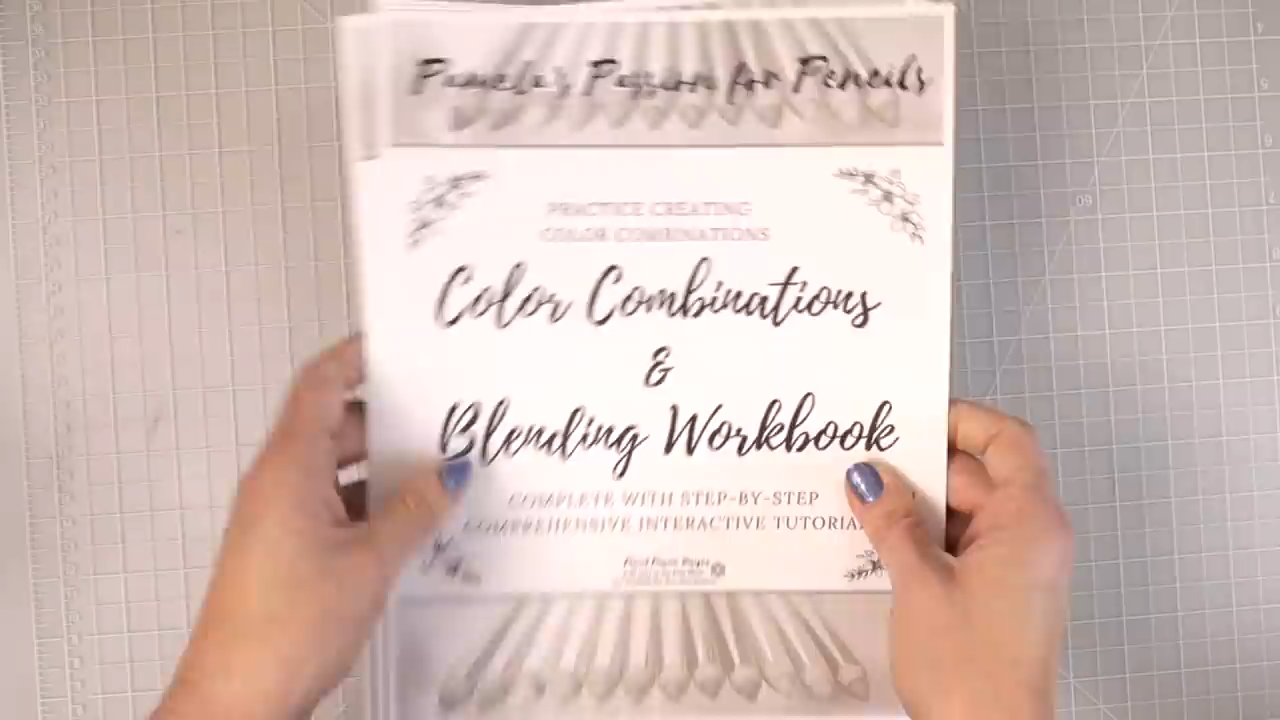 Pamela's Passion for Pencils
PRACTICE CREATING
COLOR COMBINATIONS
Color Combinations
&
Blending Workbook
COMPLETE WITH STEP-BY-STEP
COMPREHENSIVE INTERACTIVE TUTORIAL